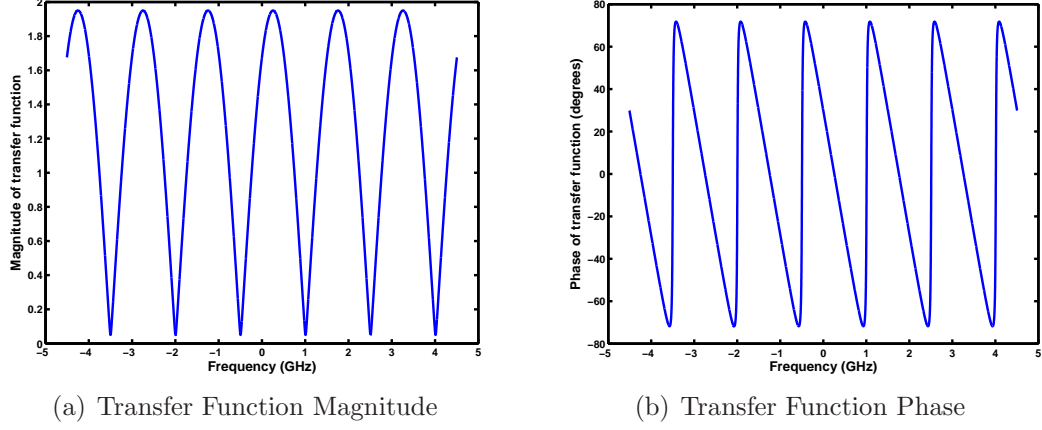 Magnitude of transfer function
2
1.8
1.6
1.4
1.2
1
0.8
0.6
0.4
0.2
0
−5 −4 −3 −2 −1 0 1 2 3 4 5
Frequency (GHz)
(a) Transfer Function Magnitude
Phase of transfer function (degrees)
80
60
40
20
0
−20
−40
−60
−80
−5 −4 −3 −2 −1 0 1 2 3 4 5
Frequency (GHz)
(b) Transfer Function Phase